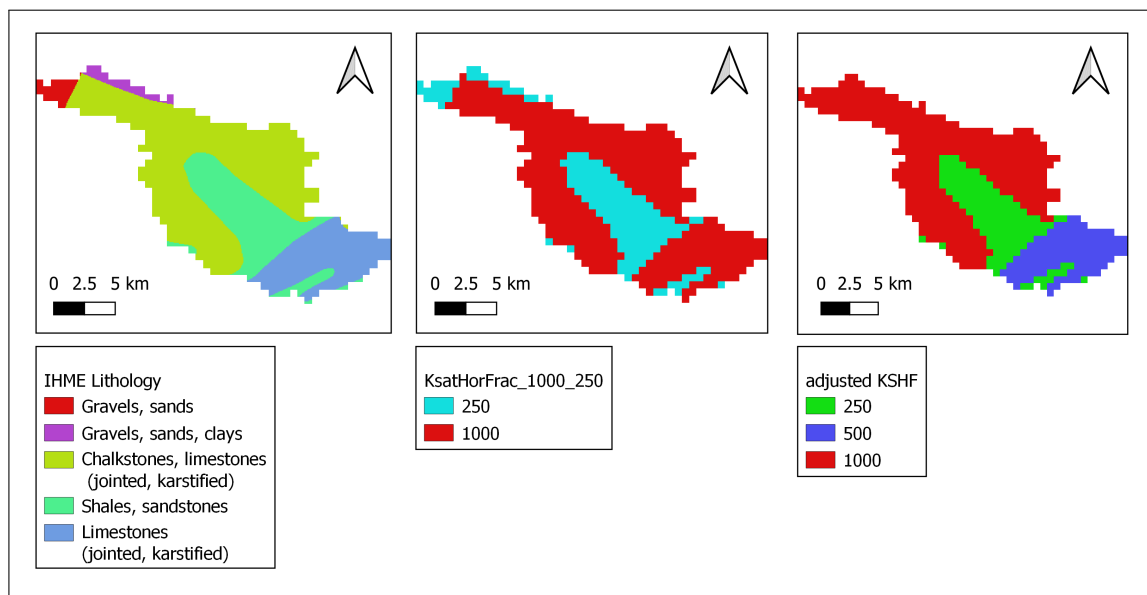 0 2.5 5 km
0 2.5 5 km
0 2.5 5 km
IHME Lithology
Gravels, sands
Gravels, sands, clays
Chalkstones, limestones
(jointed, karstified)
Shales, sandstones
Limestones
(jointed, karstified)
KsatHorFrac_1000_250
250
1000
adjusted KSHF
250
500
1000